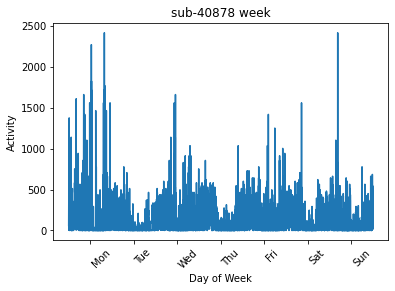 sub-40878 week
Activity
2500
2000
1500
1000
500
0
Mon
Tue
Wed
Thu
Fri
Sat
Sun
Day of Week